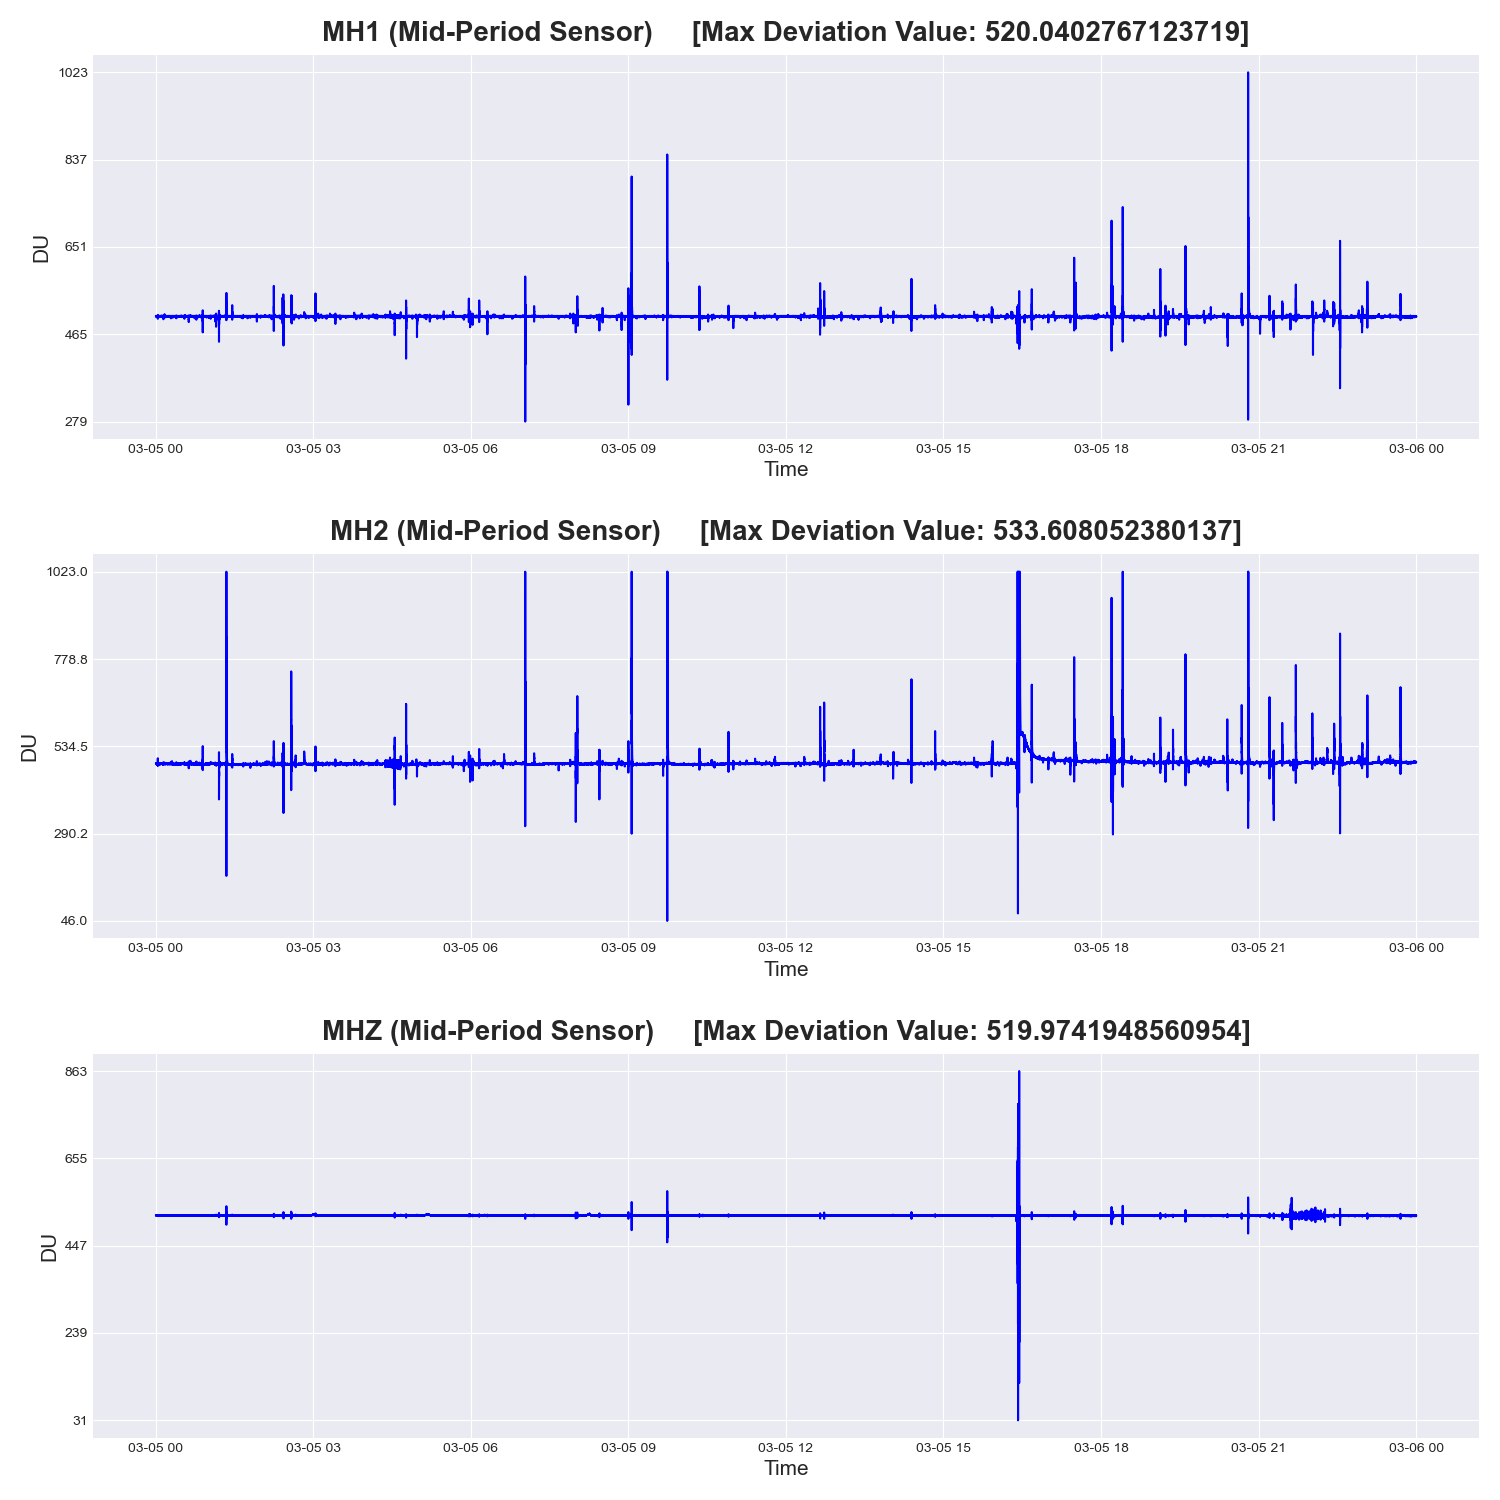 MH1 (Mid-Period Sensor) [Max Deviation Value: 520.0402767123719]
1023
837
651
465
279
DU
03-05 00 03-05 03 03-05 06 03-05 09 03-05 12 03-05 15 03-05 18 03-05 21 03-06 00
Time
MH2 (Mid-Period Sensor) [Max Deviation Value: 533.608052380137]
1023.0
778.8
534.5
290.2
46.0
DU
03-05 00 03-05 03 03-05 06 03-05 09 03-05 12 03-05 15 03-05 18 03-05 21 03-06 00
Time
MHZ (Mid-Period Sensor) [Max Deviation Value: 519.9741948560954]
863
655
447
239
31
DU
03-05 00 03-05 03 03-05 06 03-05 09 03-05 12 03-05 15 03-05 18 03-05 21 03-06 00
Time